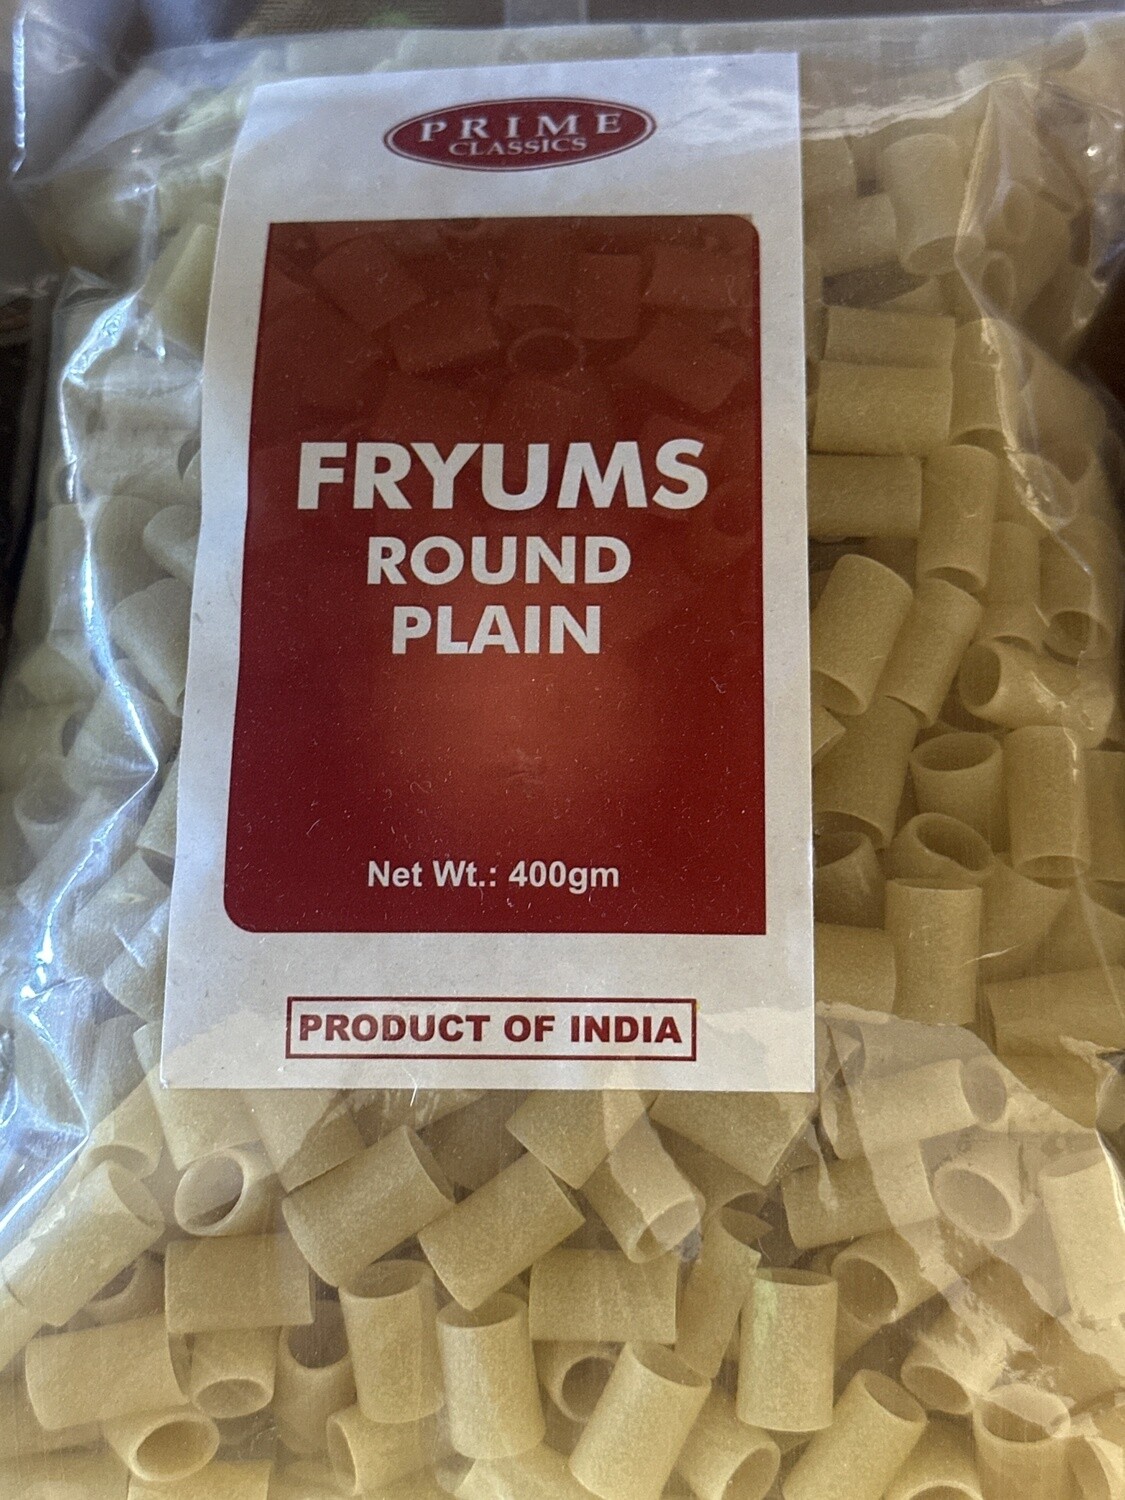 PRIME
CLASSICS
FRYUMS
ROUND
PLAIN
Net Wt.: 400gm
PRODUCT OF INDIA